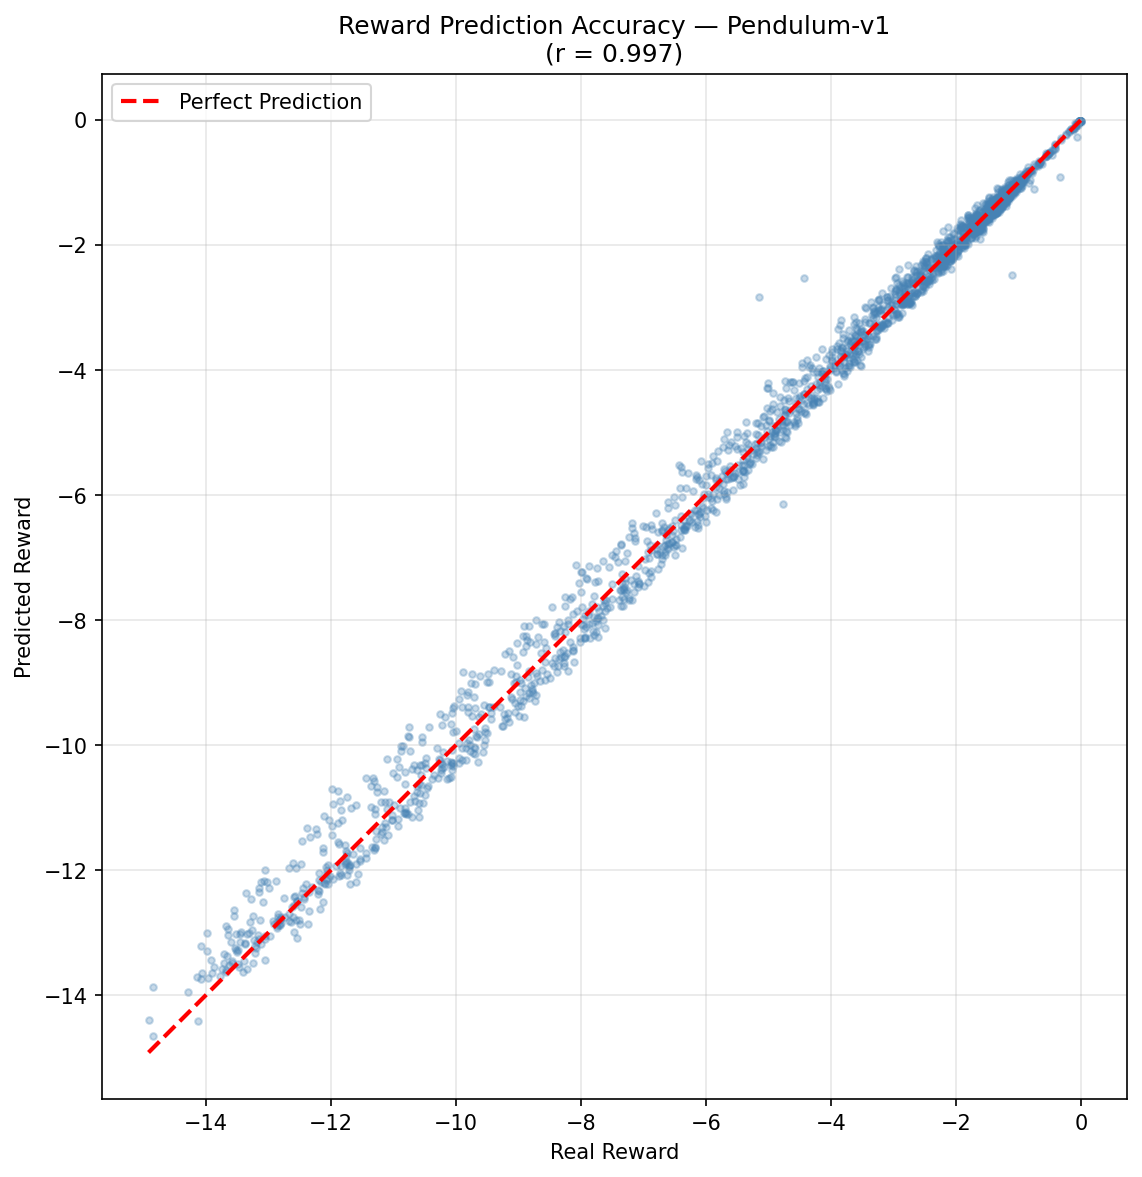 Reward Prediction Accuracy — Pendulum-v1
(r = 0.997)
Perfect Prediction
0
−2
−4
−6
−8
−10
−12
−14
Predicted Reward
−14 −12 −10 −8 −6 −4 −2 0
Real Reward